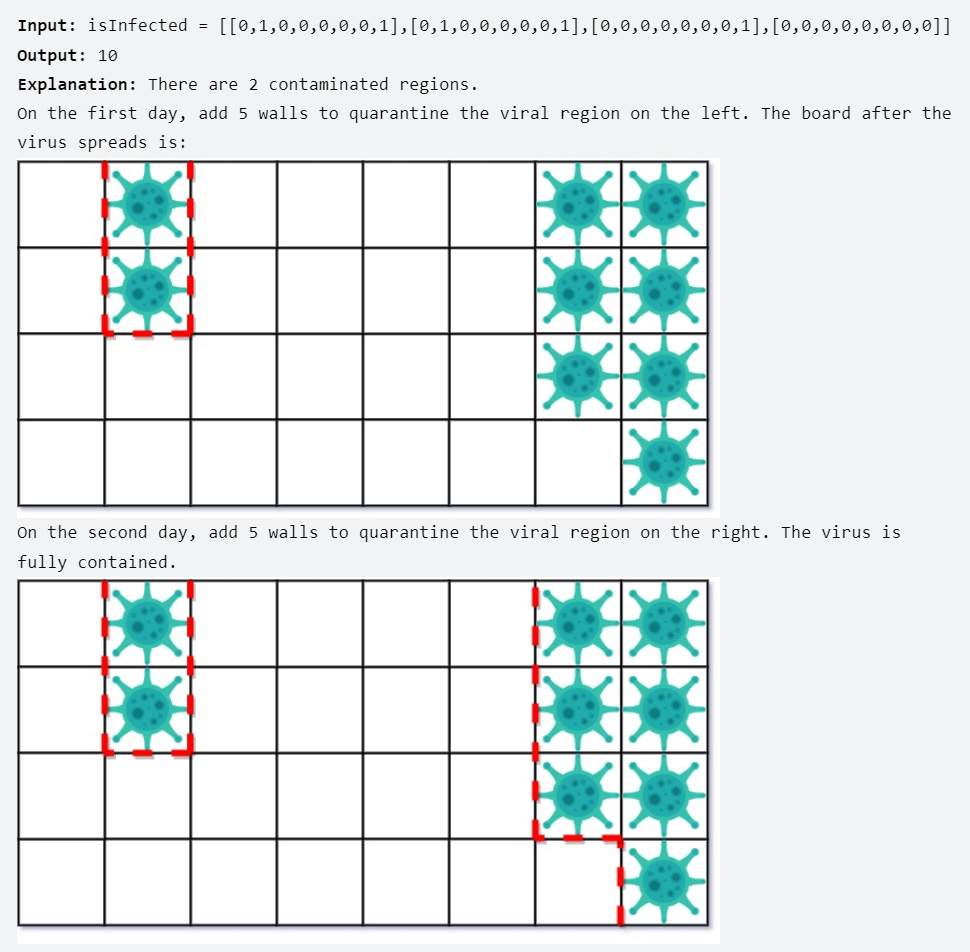 Input: isInfected = [[0,1,0,0,0,0,0,1],[0,1,0,0,0,0,0,1],[0,0,0,0,0,0,0,1],[0,0,0,0,0,0,0,0]]
Output: 10
Explanation: There are 2 contaminated regions.
On the first day, add 5 walls to quarantine the viral region on the left. The board after the
virus spreads is:
On the second day, add 5 walls to quarantine the viral region on the right. The virus is
fully contained.